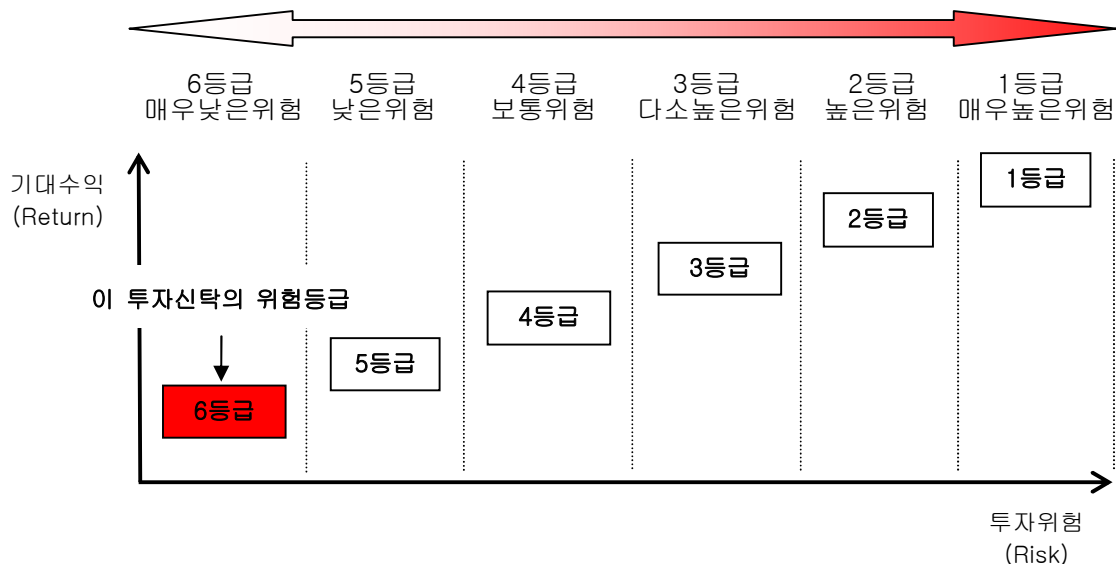 6등급 5등급 4등급 3등급 2등급 1등급
매우낮은위험 낮은위험 보통위험 다소높은위험 높은위험 매우높은위험
기대수익
(Return)
1등급
2등급
3등급
이 투자신탁의 위험등급
4등급
5등급
6등급
투자위험
(Risk)